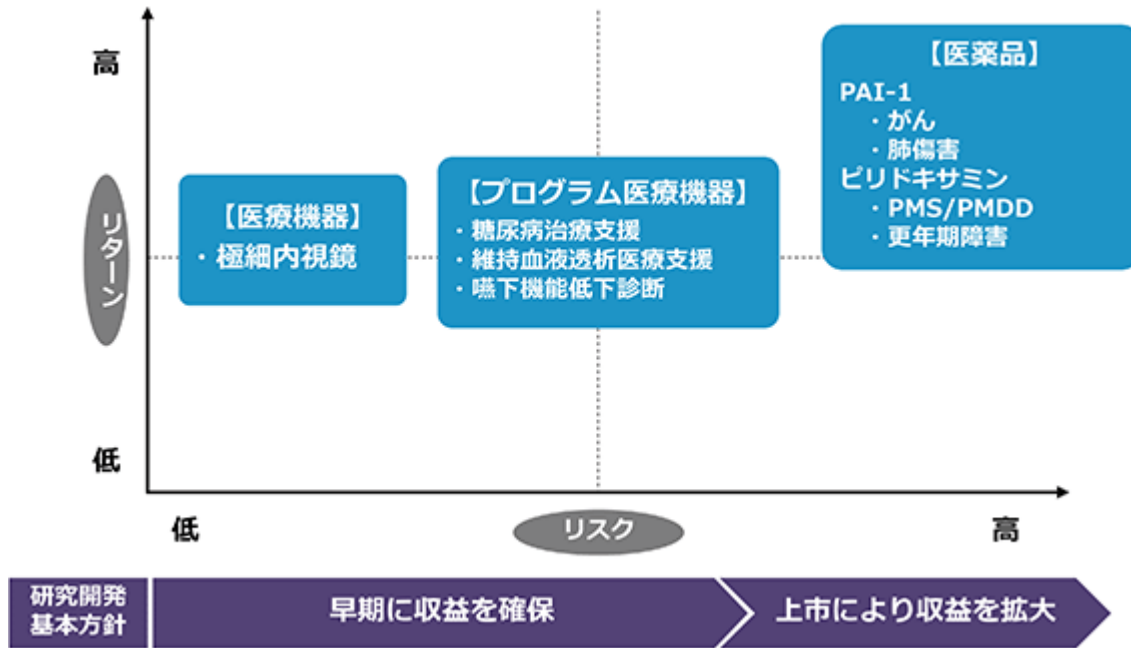 高
リターン
低
【医療機器】
・極細内視鏡
【プログラム医療機器】
・糖尿病治療支援
・維持血液透析医療支援
・嚥下機能低下診断
【医薬品】
PAI-1
・がん
・肺傷害
ピリドキサミン
・PMS/PMDD
・更年期障害
低
リスク
高
研究開発
基本方針
早期に収益を確保
上市により収益を拡大